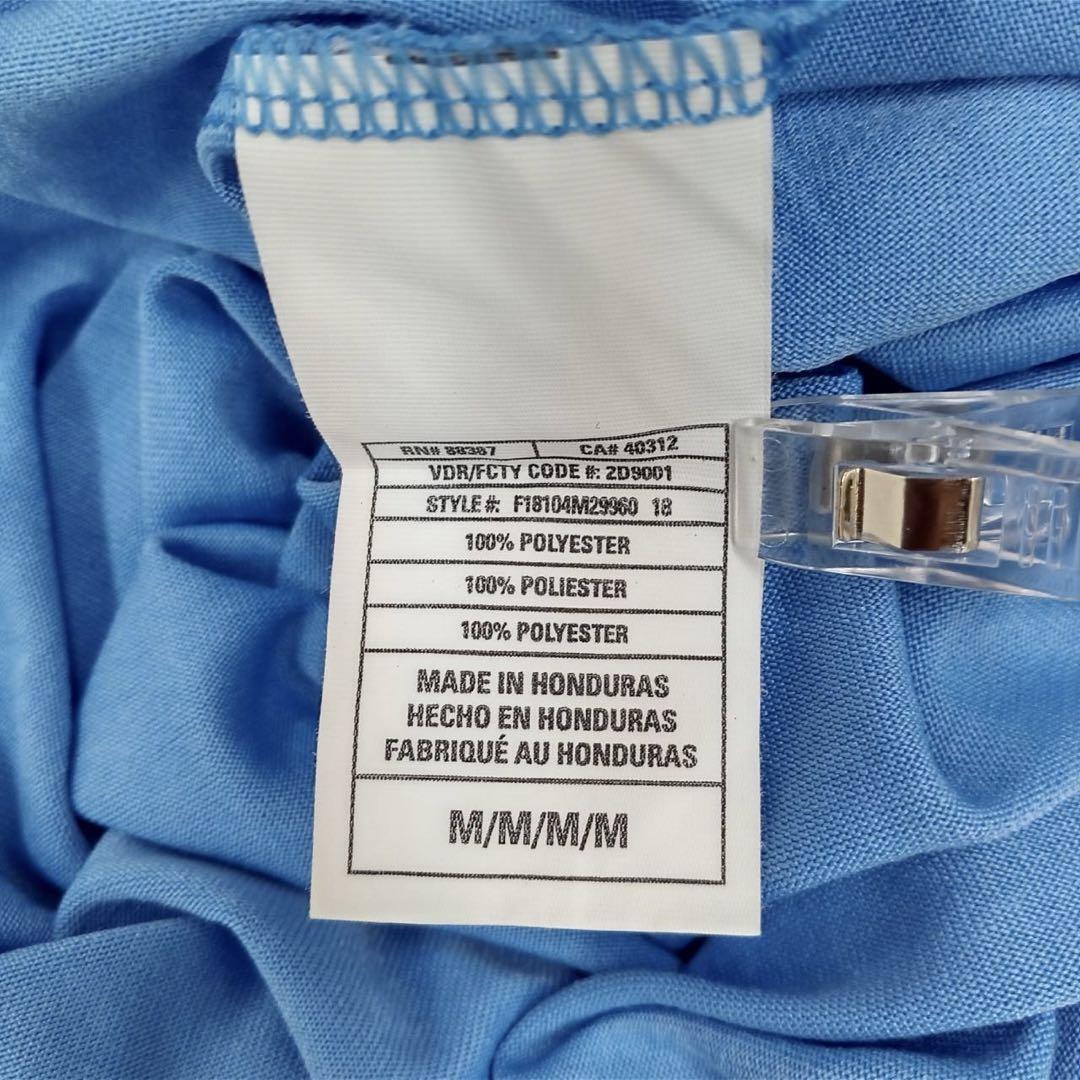 RN# 88387 CA# 40312
VDR/FCTY CODE #: 2D9001
STYLE #: F18104M29960 18
100% POLYESTER
100% POLIESTER
100% POLYESTER
MADE IN HONDURAS
HECHO EN HONDURAS
FABRIQUÉ AU HONDURAS
M/M/M/M